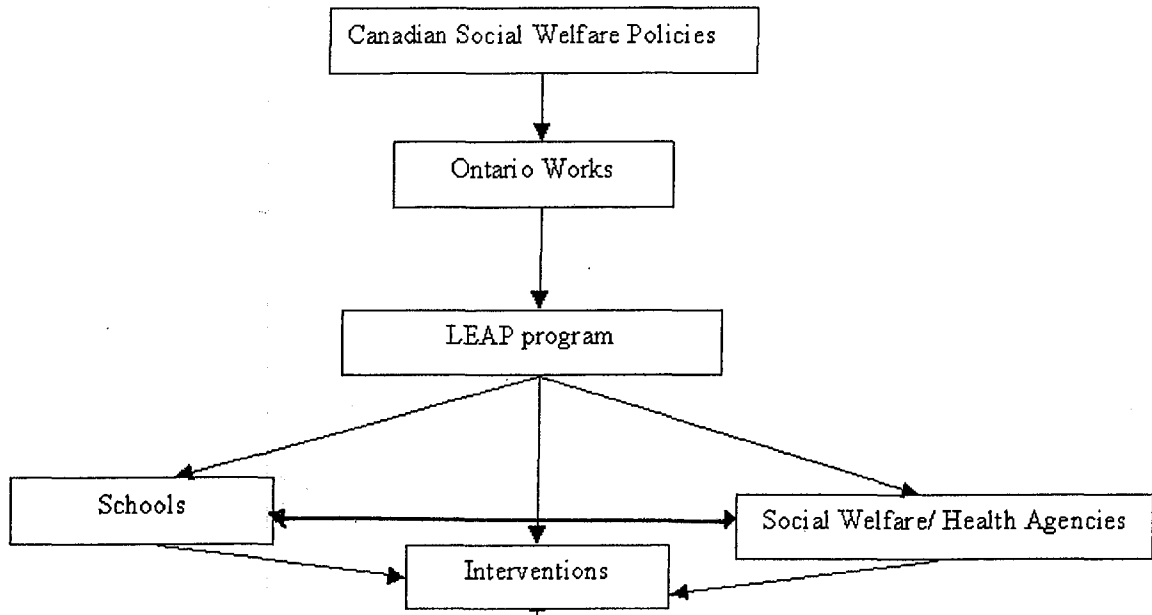 Canadian Social Welfare Policies
Ontario Works
LEAP program
Schools
Social Welfare/ Health Agencies
Interventions